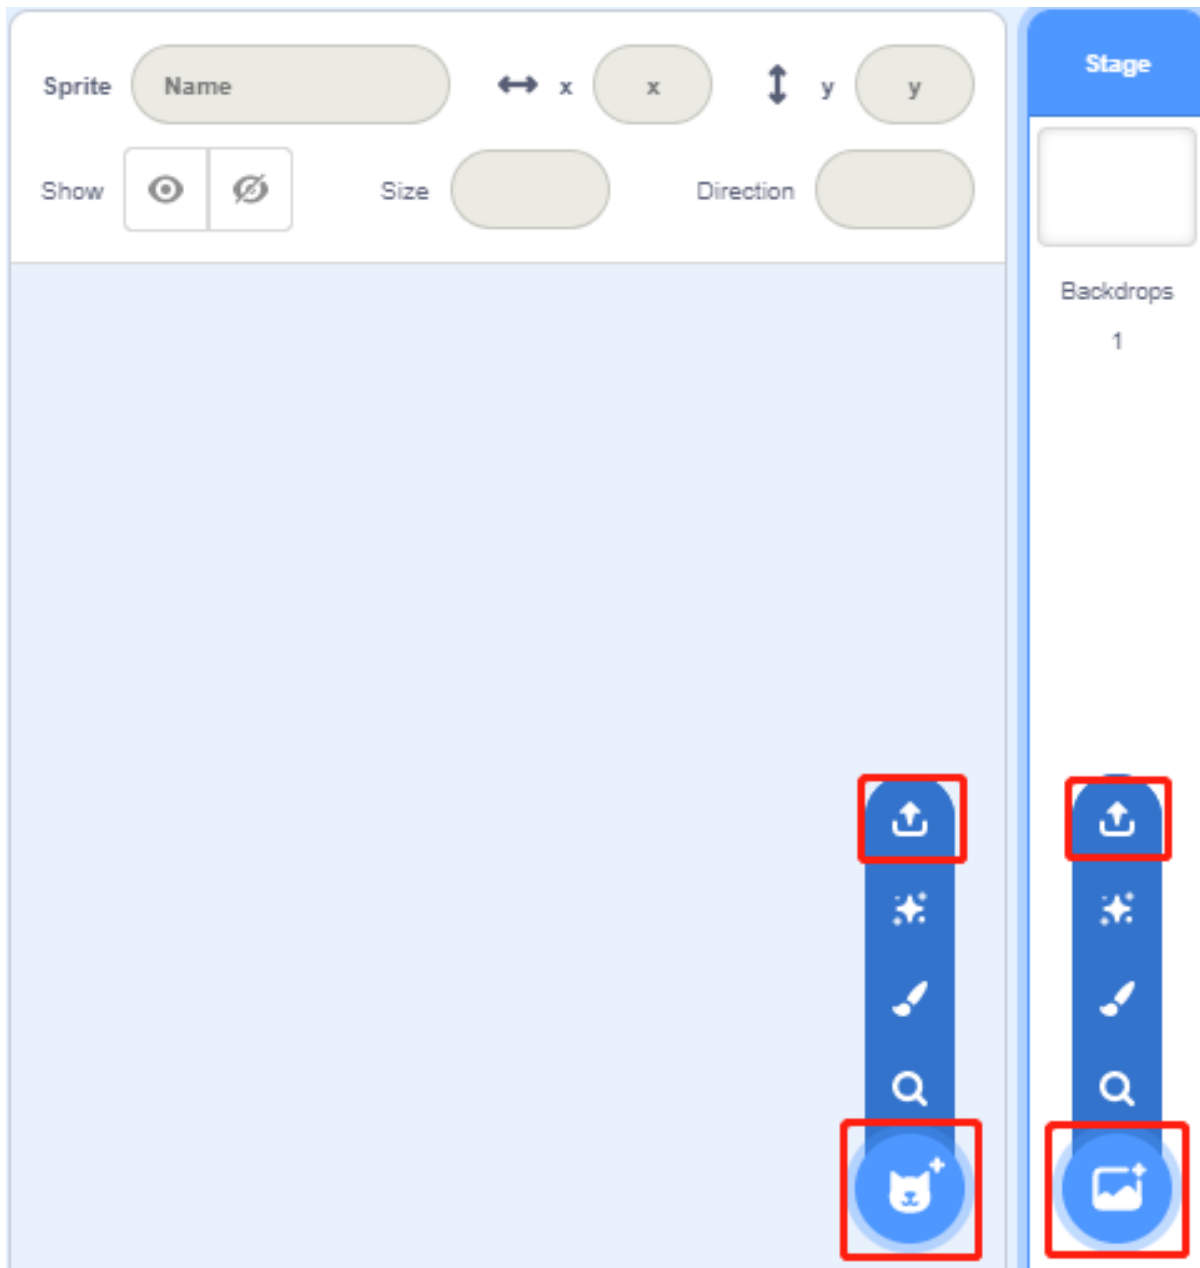 Sprite Name x x y y
Show Size Direction
Stage
Backdrops
1